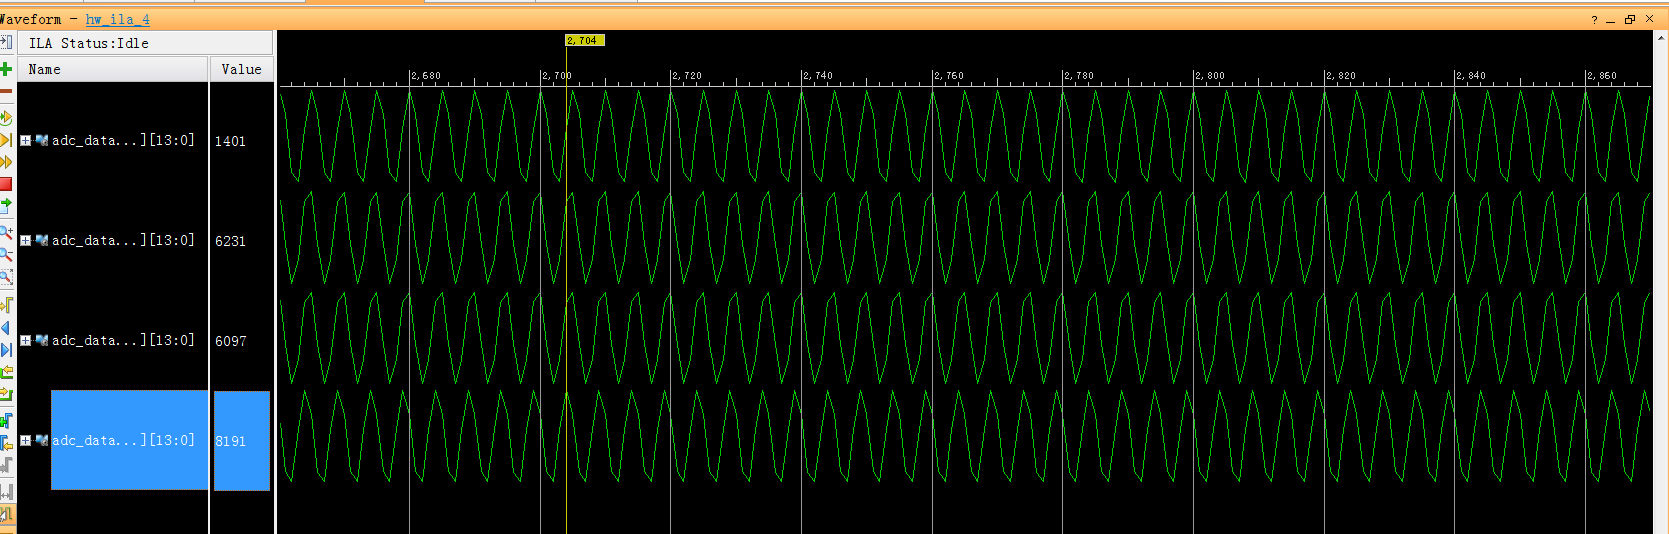 Waveform - hw_ila_4
? _
ILA Status:Idle
2,704
Name Value
2,680 2,700 2,720 2,740 2,760 2,780 2,800 2,820 2,840 2,860
adc_data...][13:0] 1401
adc_data...][13:0] 6231
adc_data...][13:0] 6097
adc_data...][13:0] 8191